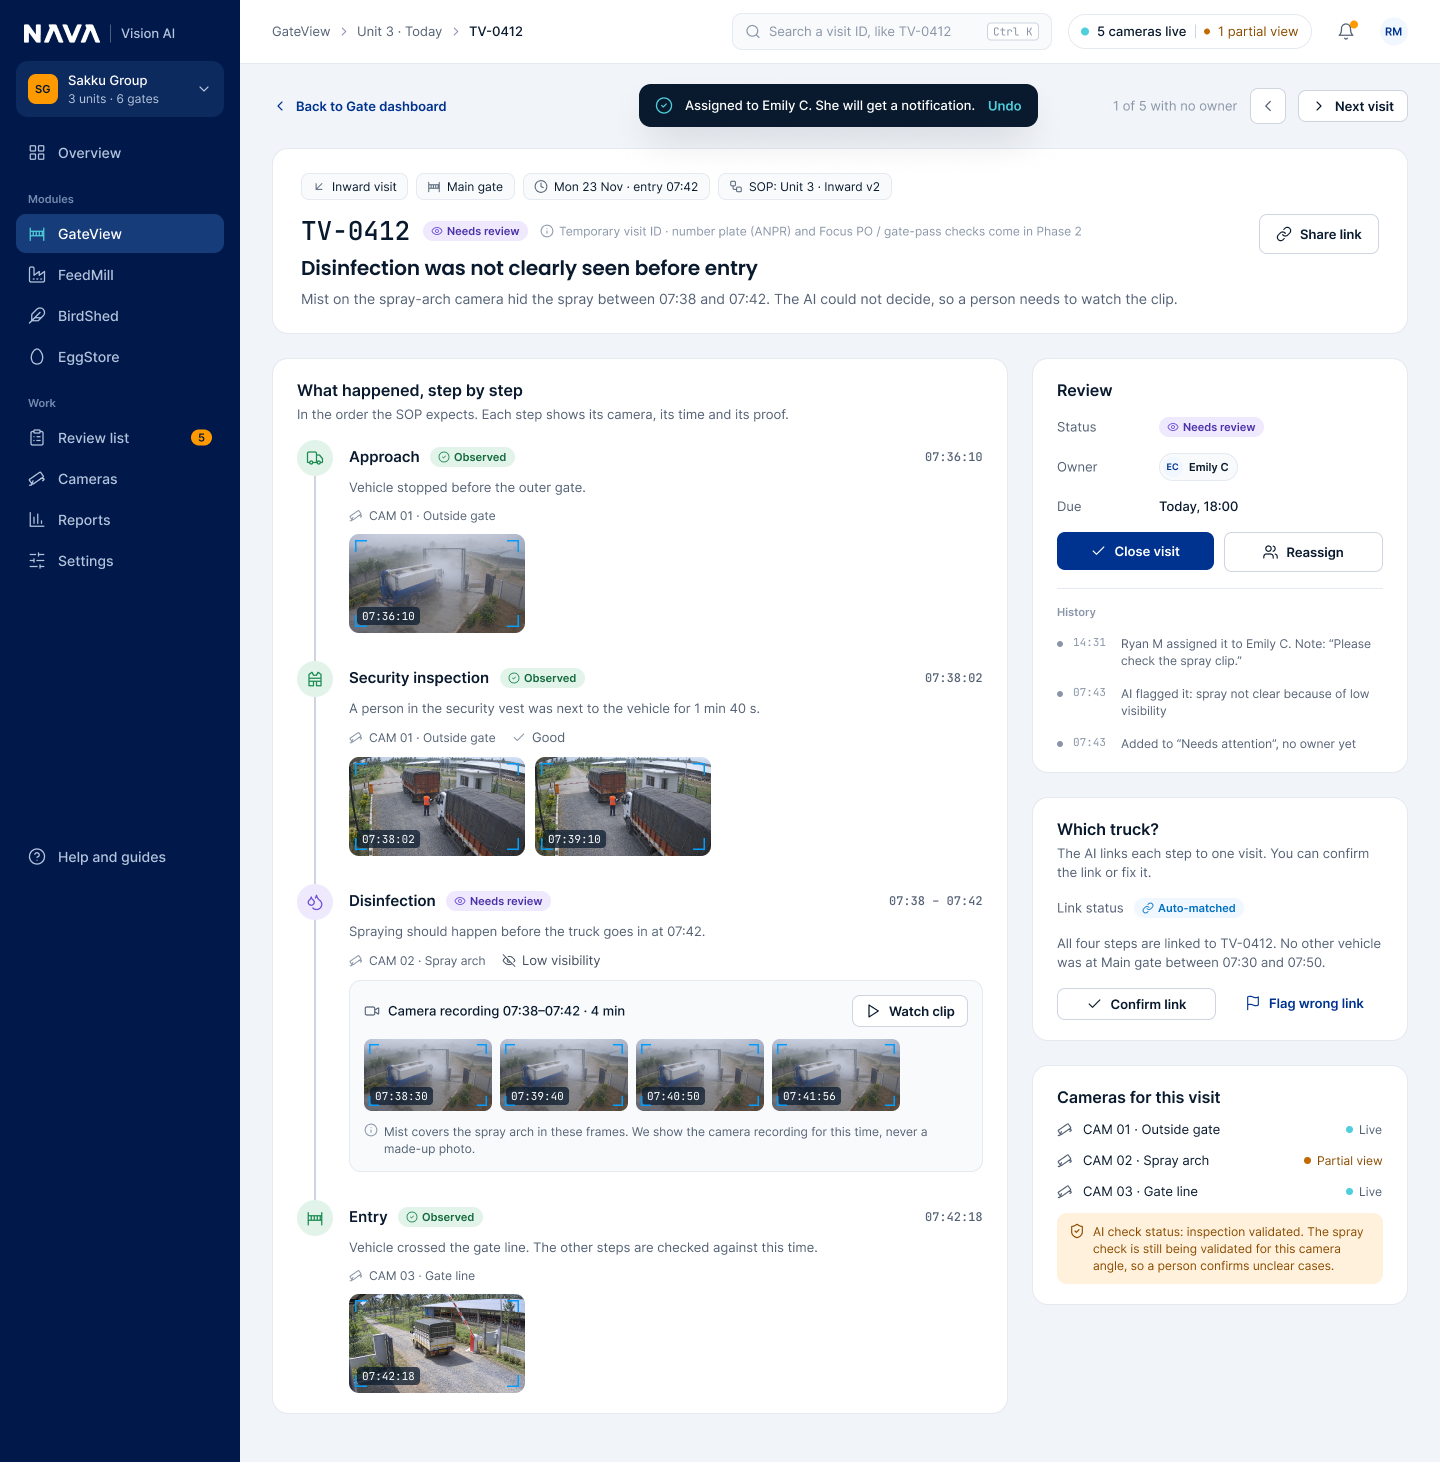 NAVA Vision AI
SG
Sakku Group
3 units · 6 gates
Overview
Modules
GateView
FeedMill
BirdShed
EggStore
Work
Review list 5
Cameras
Reports
Settings
Help and guides
GateView > Unit 3 · Today > TV-0412
Search a visit ID, like TV-0412 Ctrl K
5 cameras live 1 partial view
RM
Back to Gate dashboard
Assigned to Emily C. She will get a notification. Undo
1 of 5 with no owner
Next visit
Inward visit Main gate Mon 23 Nov · entry 07:42 SOP: Unit 3 · Inward v2
TV-0412 Needs review Temporary visit ID · number plate (ANPR) and Focus PO / gate-pass checks come in Phase 2
Share link
Disinfection was not clearly seen before entry
Mist on the spray-arch camera hid the spray between 07:38 and 07:42. The AI could not decide, so a person needs to watch the clip.
What happened, step by step
In the order the SOP expects. Each step shows its camera, its time and its proof.
Approach Observed 07:36:10
Vehicle stopped before the outer gate.
CAM 01 · Outside gate
07:36:10
Security inspection Observed 07:38:02
A person in the security vest was next to the vehicle for 1 min 40 s.
CAM 01 · Outside gate Good
07:38:02 07:39:10
Disinfection Needs review 07:38 – 07:42
Spraying should happen before the truck goes in at 07:42.
CAM 02 · Spray arch Low visibility
Camera recording 07:38–07:42 · 4 min Watch clip
07:38:30 07:39:40 07:40:50 07:41:56
Mist covers the spray arch in these frames. We show the camera recording for this time, never a
made-up photo.
Entry Observed 07:42:18
Vehicle crossed the gate line. The other steps are checked against this time.
CAM 03 · Gate line
07:42:18
Review
Status Needs review
Owner EC Emily C
Due Today, 18:00
Close visit Reassign
History
14:31 Ryan M assigned it to Emily C. Note: “Please
check the spray clip.”
07:43 AI flagged it: spray not clear because of low
visibility
07:43 Added to “Needs attention”, no owner yet
Which truck?
The AI links each step to one visit. You can confirm
the link or fix it.
Link status Auto-matched
All four steps are linked to TV-0412. No other vehicle
was at Main gate between 07:30 and 07:50.
Confirm link Flag wrong link
Cameras for this visit
CAM 01 · Outside gate Live
CAM 02 · Spray arch Partial view
CAM 03 · Gate line Live
AI check status: inspection validated. The spray
check is still being validated for this camera
angle, so a person confirms unclear cases.